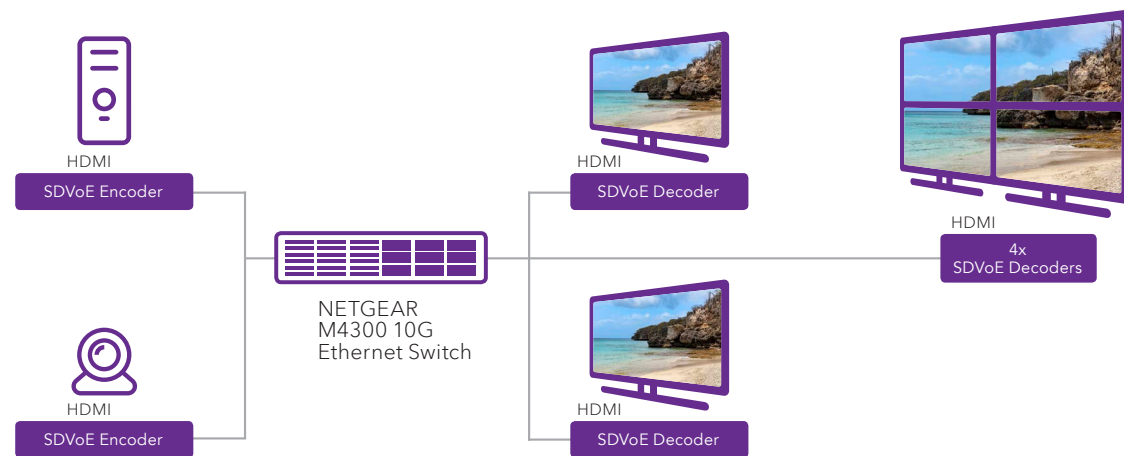 HDMI
SDVoE Encoder
HDMI
SDVoE Encoder
NETGEAR
M4300 10G
Ethernet Switch
HDMI
SDVoE Decoder
HDMI
SDVoE Decoder
HDMI
4x
SDVoE Decoders